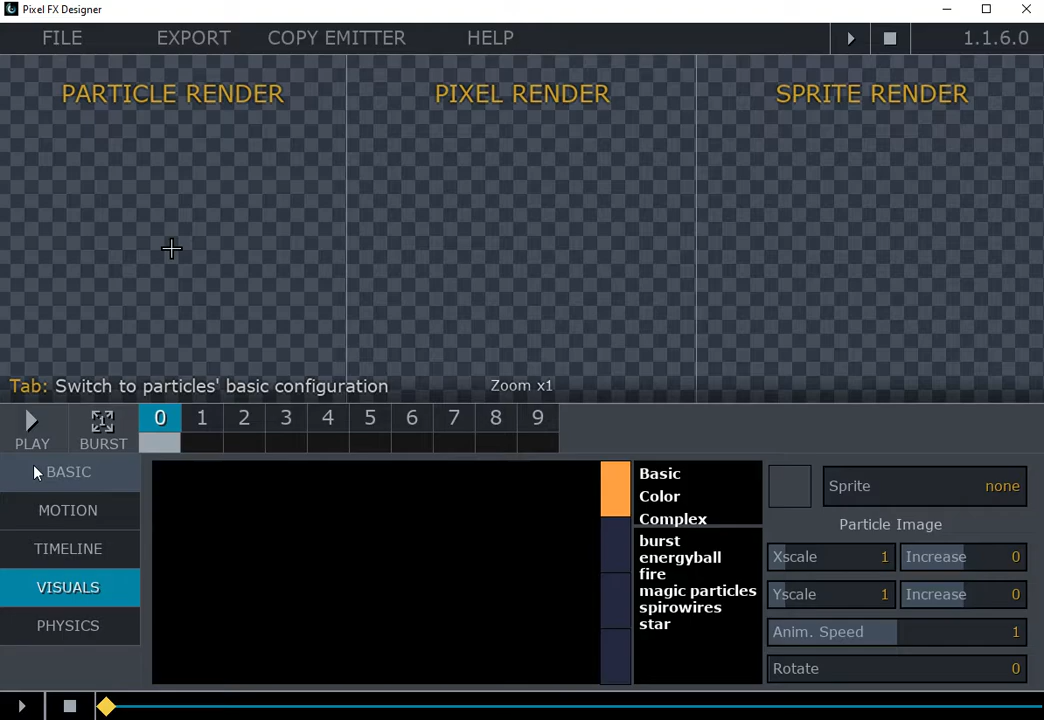 Pixel FX Designer
FILE EXPORT COPY EMITTER HELP 1.1.6.0
PARTICLE RENDER PIXEL RENDER SPRITE RENDER
Tab: Switch to particles' basic configuration Zoom x1
PLAY 1 BURST 0 1 2 3 4 5 6 7 8 9
BASIC
MOTION
TIMELINE
VISUALS
PHYSICS
Basic
Color
Complex
burst
energyball
fire
magic particles
spirowires
star
Sprite none
Particle Image
Xscale 1 Increase 0
Yscale 1 Increase 0
Anim. Speed 1
Rotate 0